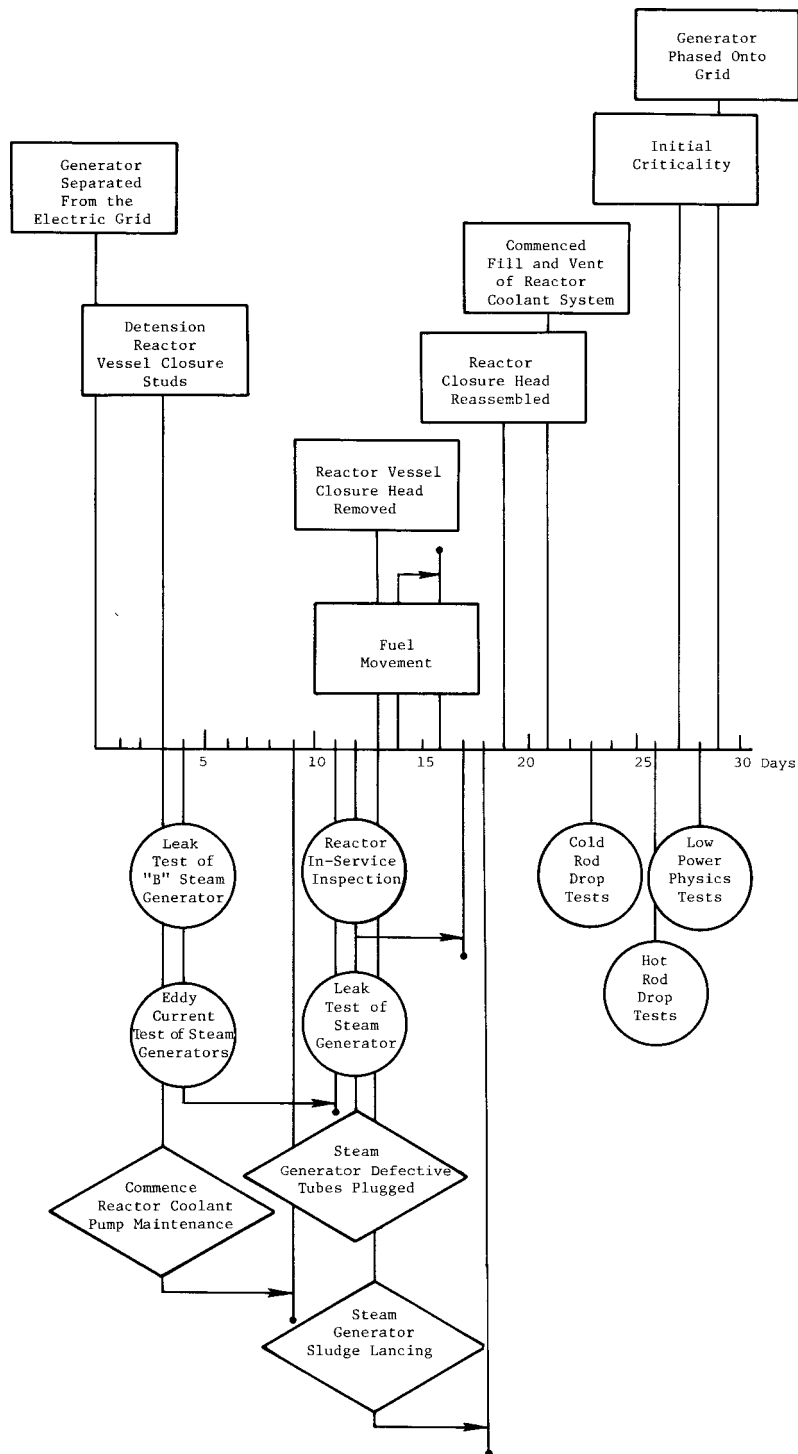 Generator
Phased Onto
Grid
Initial
Criticality
Generator
Separated
From the
Electric Grid
Commenced
Fill and Vent
of Reactor
Coolant System
Detension
Reactor
Vessel Closure
Studs
Reactor
Closure Head
Reassembled
Reactor Vessel
Closure Head
Removed
Fuel
Movement
5 10 15 20 25 30 Days
Leak
Test of
"B" Steam
Generator
Reactor
In-Service
Inspection
Cold
Rod
Drop
Tests
Low
Power
Physics
Tests
Hot
Rod
Drop
Tests
Eddy
Current
Test of Steam
Generators
Leak
Test of
Steam
Generator
Steam
Generator Defective
Tubes Plugged
Commence
Reactor Coolant
Pump Maintenance
Steam
Generator
Sludge Lancing